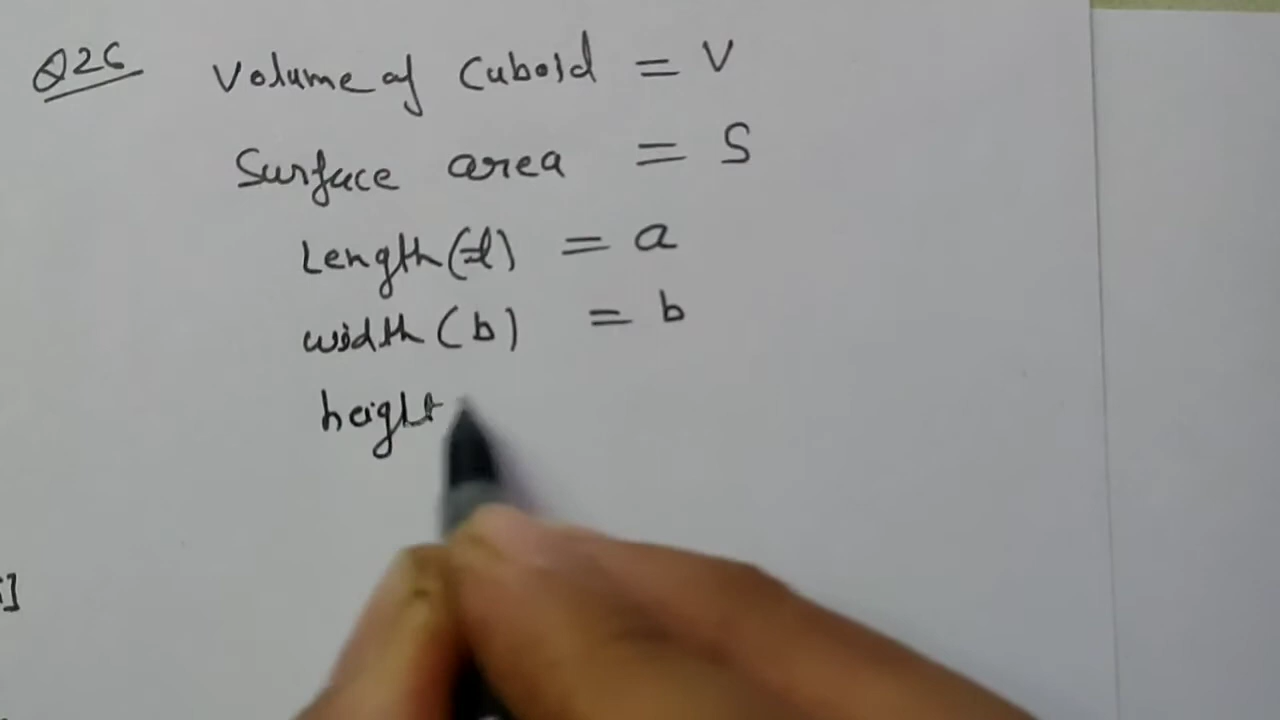 Q26 Volume of Cuboid = V
Surface area = S
Length (l) = a
width (b) = b
height
]